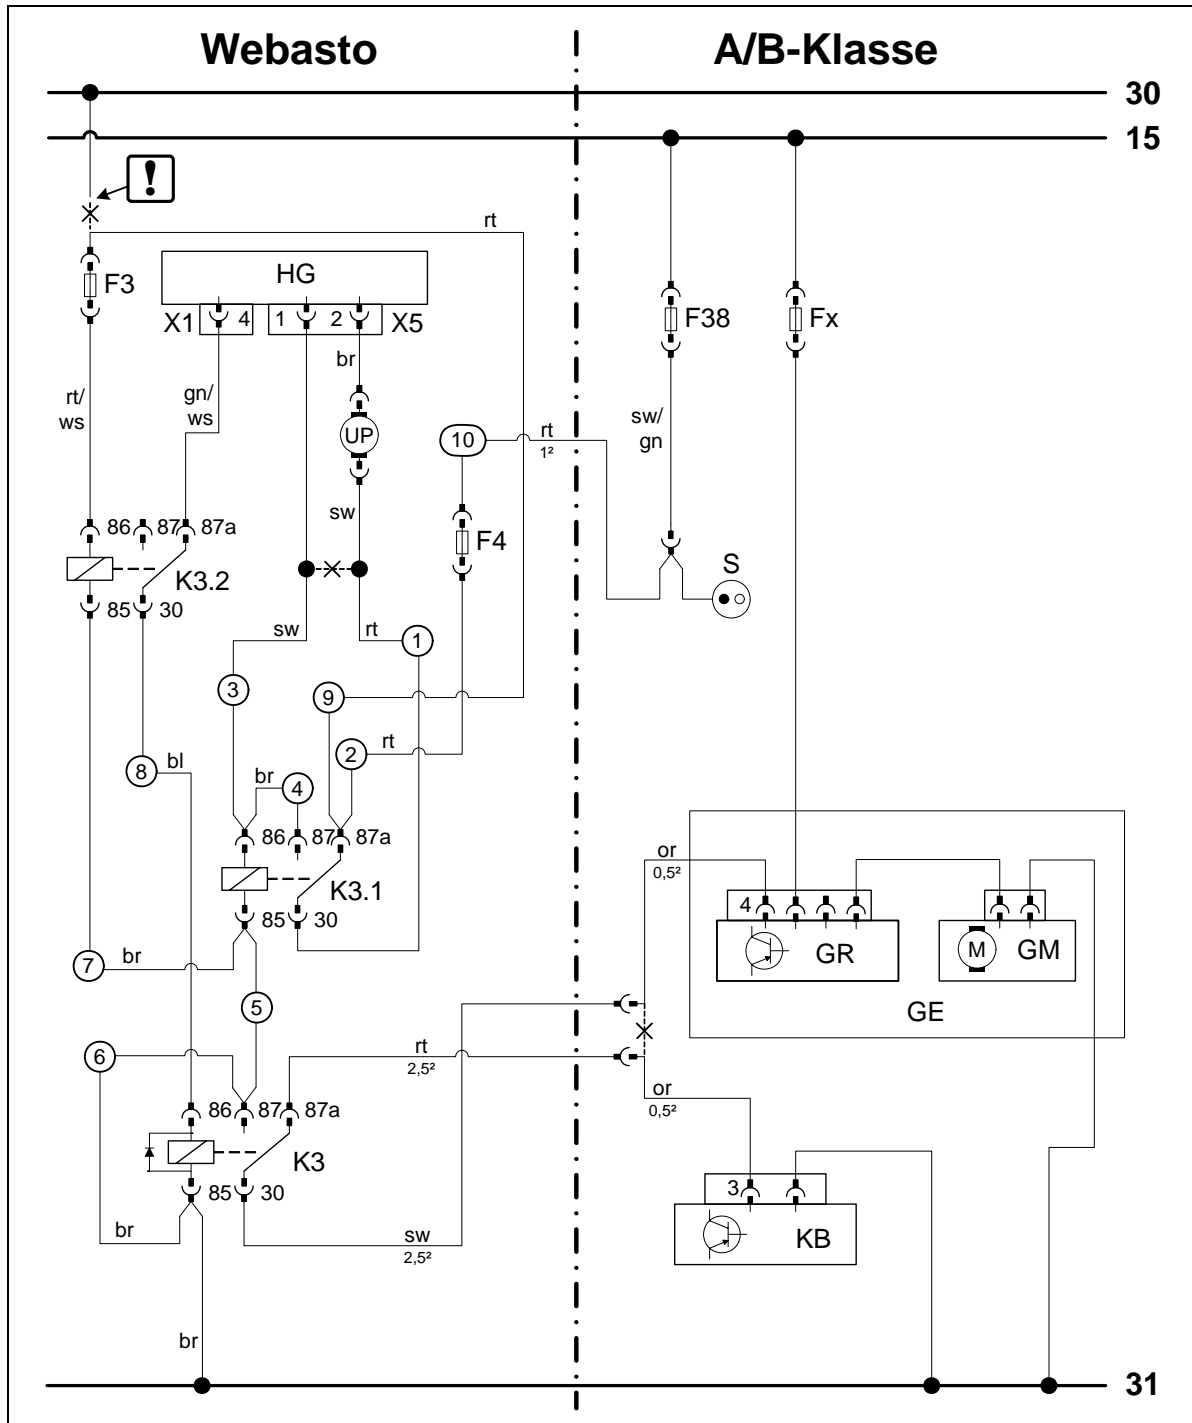 Webasto
A/B-Klasse
30
15
!
rt
HG
F3
X1
4
1
2
X5
F38
Fx
br
rt/
ws
gn/
ws
UP
10
rt
1²
sw/
gn
sw
F4
86
87
87a
K3.2
85
30
S
sw
rt
1
3
9
2
rt
8
bl
br
4
86
87
87a
K3.1
85
30
or
0,5²
4
GR
M
GM
GE
7
br
5
6
rt
2,5²
or
0,5²
86
87
87a
K3
85
30
3
KB
br
sw
2,5²
br
31